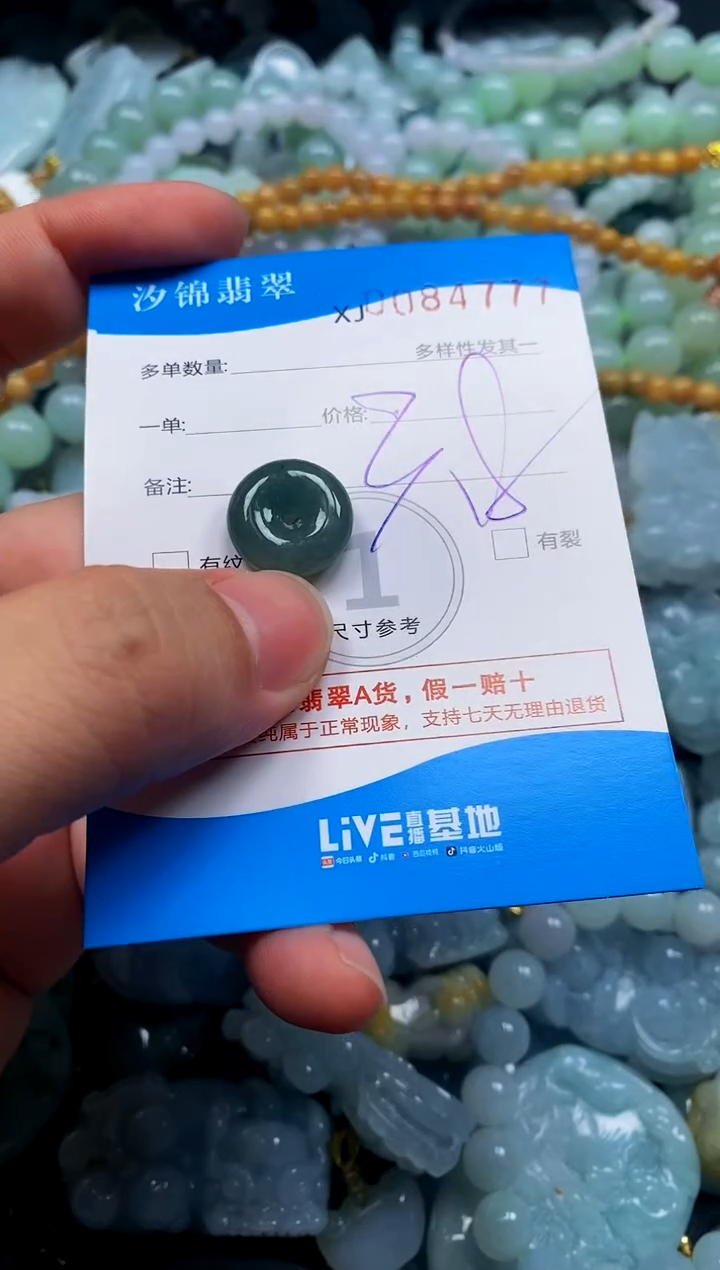 汐锦翡翠
XJ0084777
多单数量:
多样性发其一
一单:
价格:
备注:
有纹
有裂
1
尺寸参考
翡翠A货，假一赔十
纯属于正常现象，支持七天无理由退货
LiVE直播基地
今日头条 抖音 西瓜视频 抖音火山版